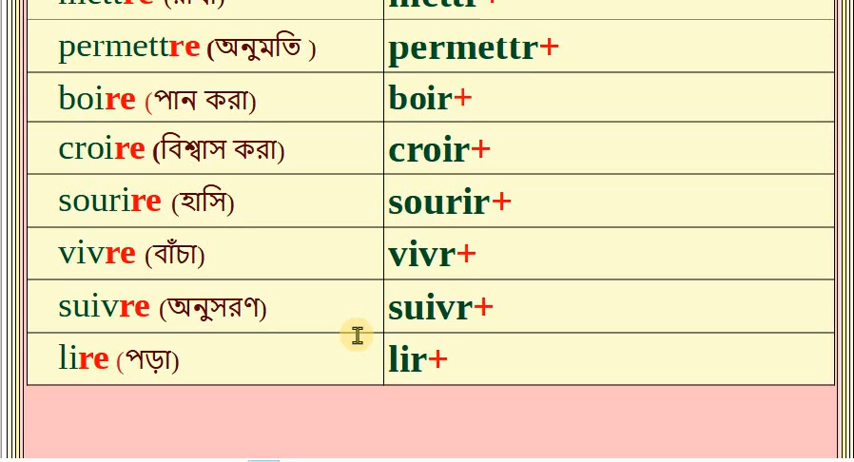 permettre (অনুমতি ) permettr+
boire (পান করা) boir+
croire (বিশ্বাস করা) croir+
sourire (হাসি) sourir+
vivre (বাঁচা) vivr+
suivre (অনুসরণ) suivr+
lire (পড়া) lir+